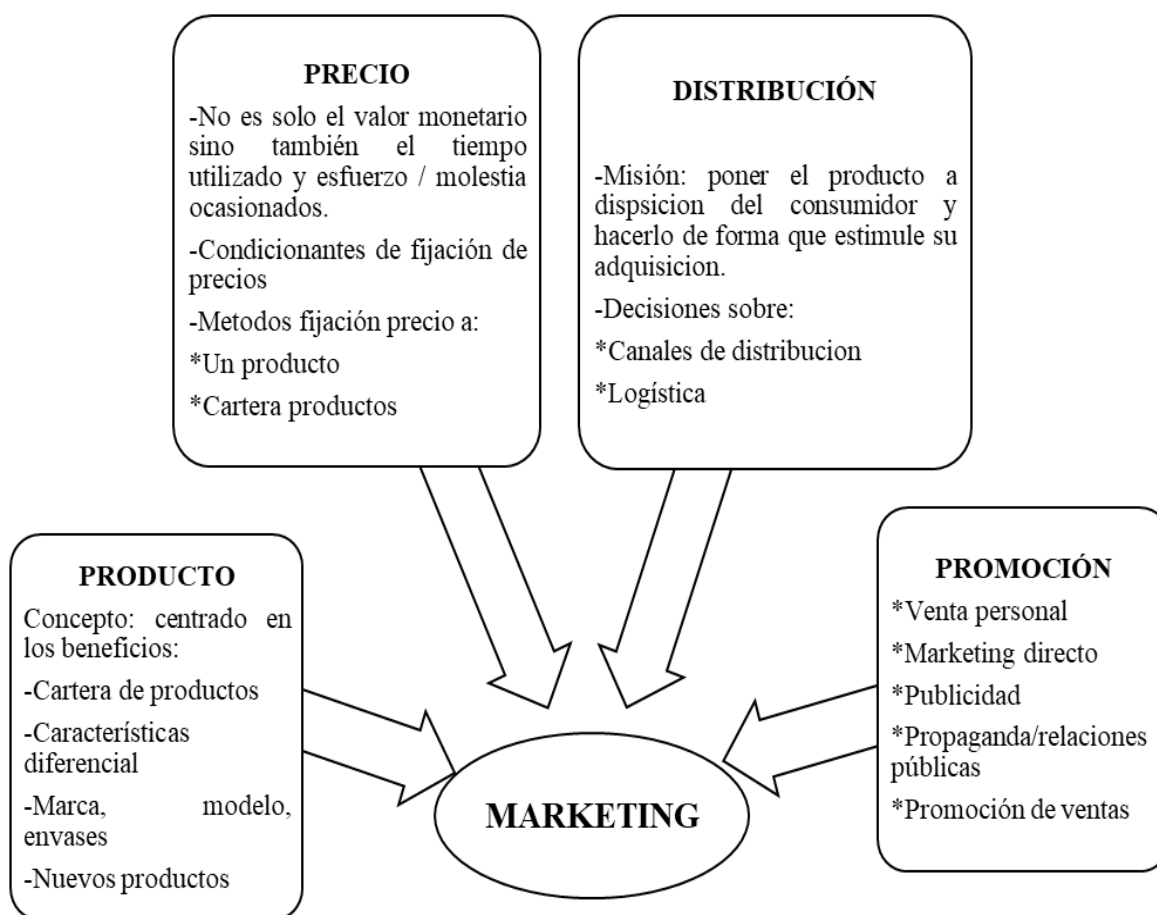 PRECIO
-No es solo el valor monetario
sino también el tiempo
utilizado y esfuerzo / molestia
ocasionados.
-Condicionantes de fijación de
precios
-Metodos fijación precio a:
*Un producto
*Cartera productos
DISTRIBUCIÓN
-Misión: poner el producto a
dispsicion del consumidor y
hacerlo de forma que estimule su
adquisicion.
-Decisiones sobre:
*Canales de distribucion
*Logística
PRODUCTO
Concepto: centrado en
los beneficios:
-Cartera de productos
-Características
diferencial
-Marca, modelo,
envases
-Nuevos productos
PROMOCIÓN
*Venta personal
*Marketing directo
*Publicidad
*Propaganda/relaciones
públicas
*Promoción de ventas
MARKETING